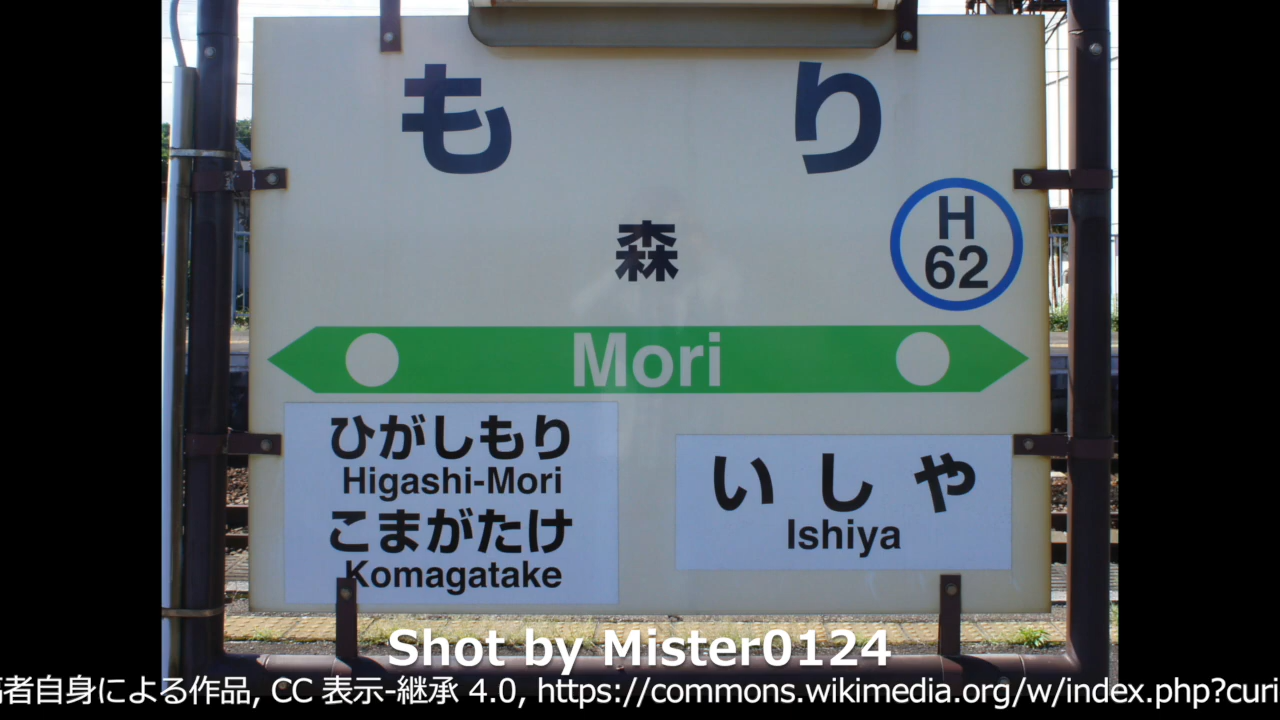 もり
森
H
62
Mori
ひがしもり
Higashi-Mori
こまがたけ
Komagatake
いしや
Ishiya
Shot by Mister0124
者自身による作品, CC 表示-継承 4.0, https://commons.wikimedia.org/w/index.php?curi